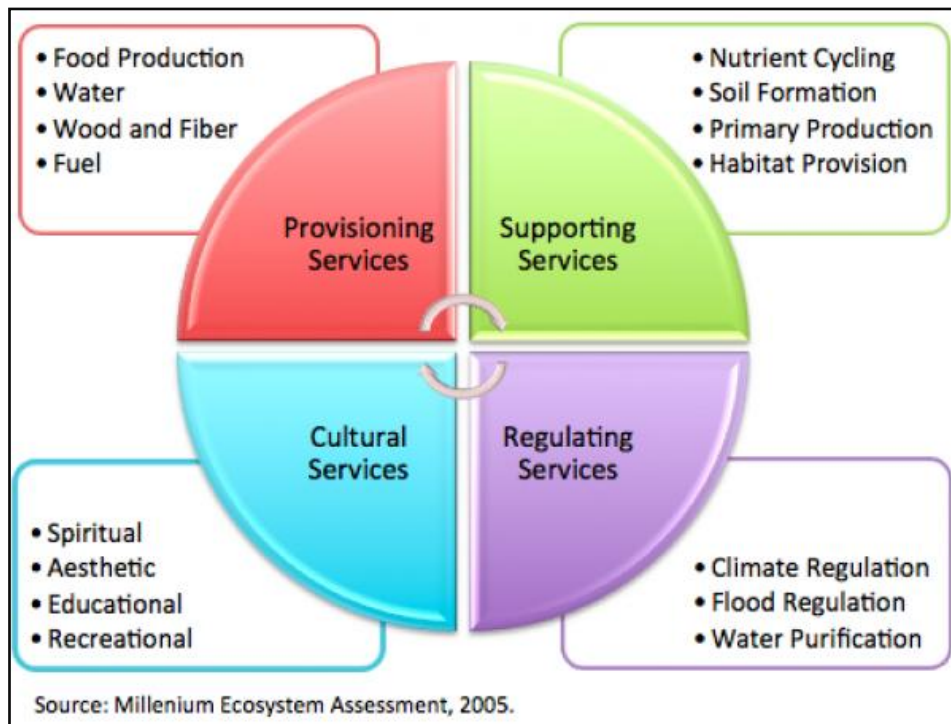 • Food Production
• Water
• Wood and Fiber
• Fuel
• Nutrient Cycling
• Soil Formation
• Primary Production
• Habitat Provision
Provisioning
Services
Supporting
Services
Cultural
Services
Regulating
Services
• Spiritual
• Aesthetic
• Educational
• Recreational
• Climate Regulation
• Flood Regulation
• Water Purification
Source: Millenium Ecosystem Assessment, 2005.